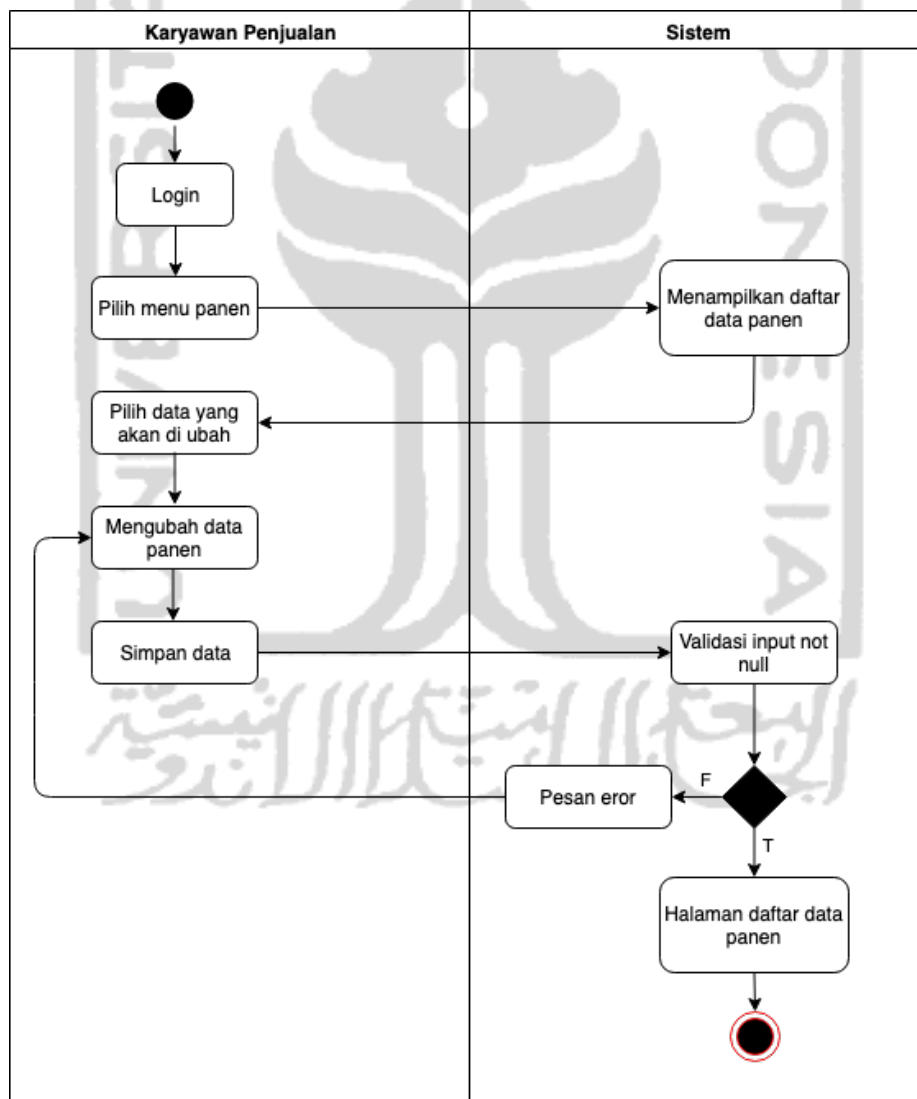 Karyawan Penjualan
Sistem
Login
Pilih menu panen
Menampilkan daftar
data panen
Pilih data yang
akan di ubah
Mengubah data
panen
Simpan data
Validasi input not
null
F
Pesan eror
T
Halaman daftar data
panen